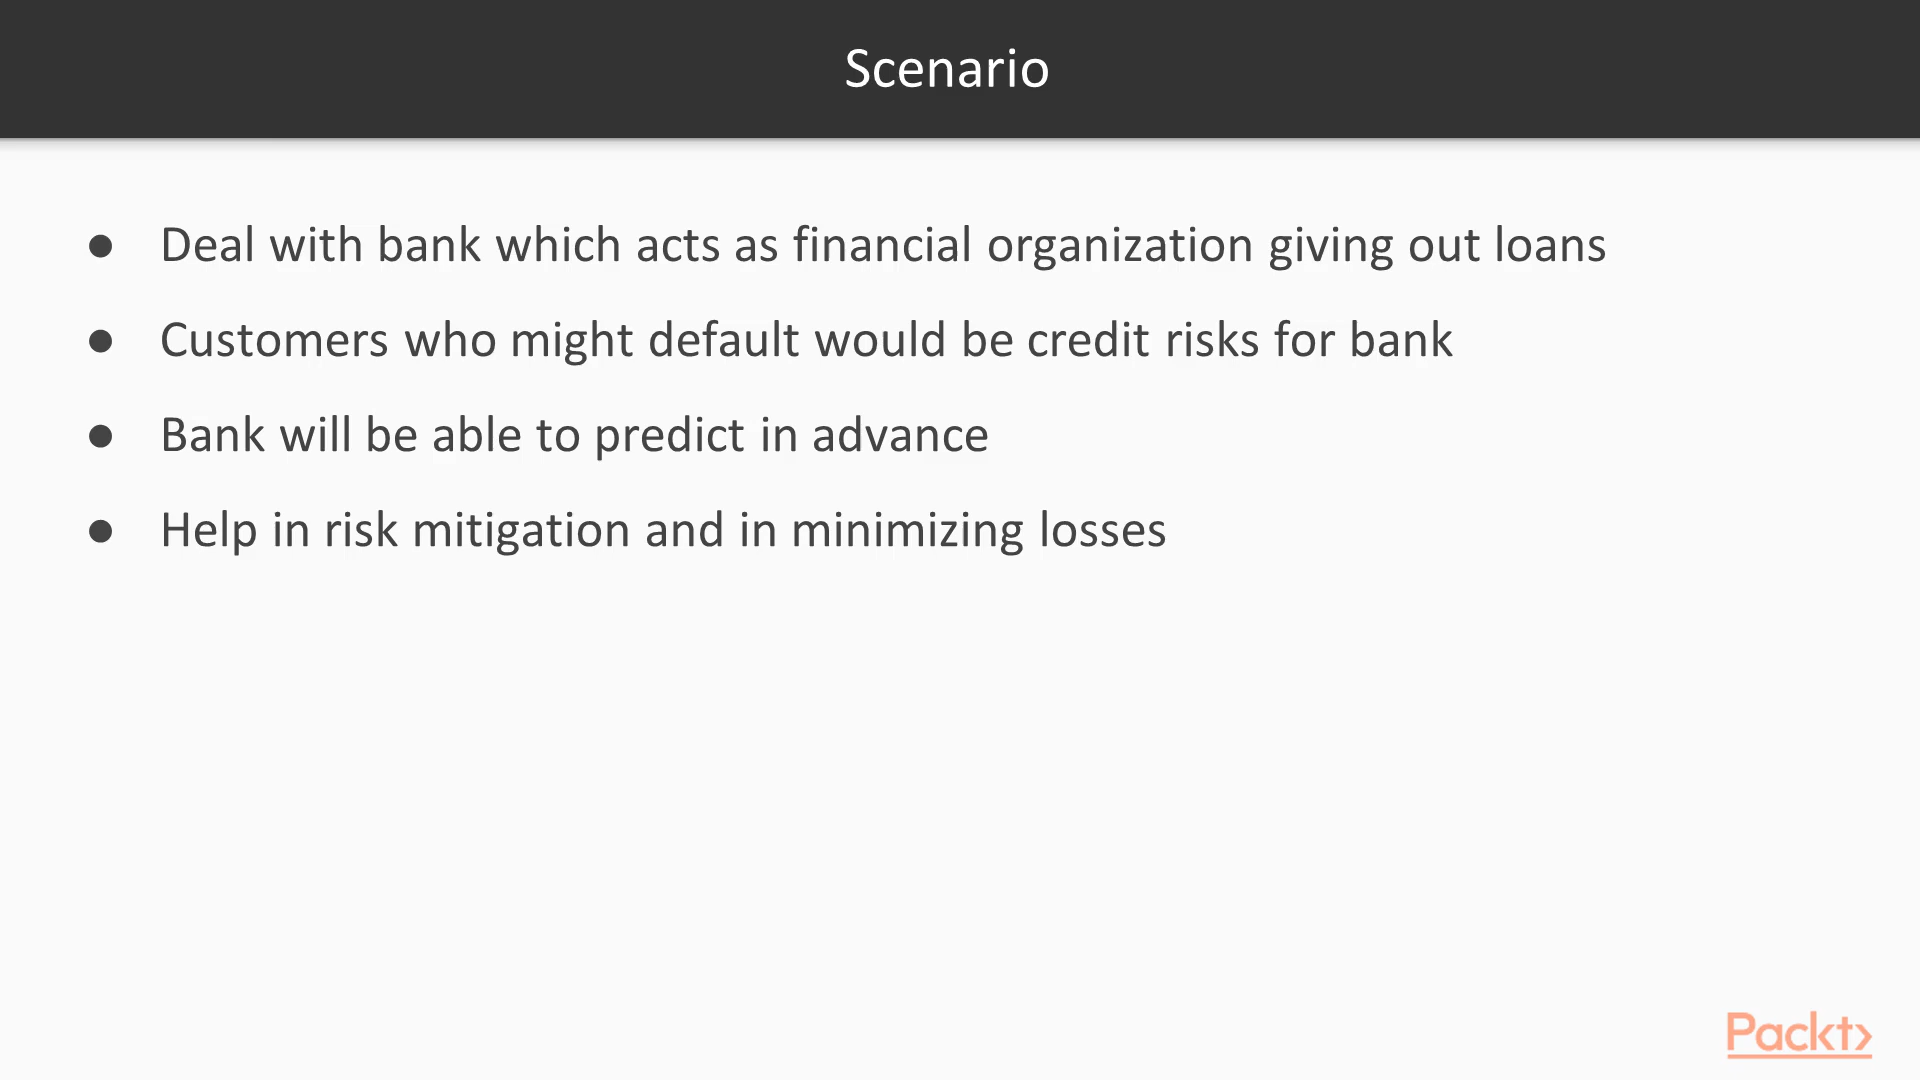 Scenario
● Deal with bank which acts as financial organization giving out loans
● Customers who might default would be credit risks for bank
● Bank will be able to predict in advance
● Help in risk mitigation and in minimizing losses
Packt>